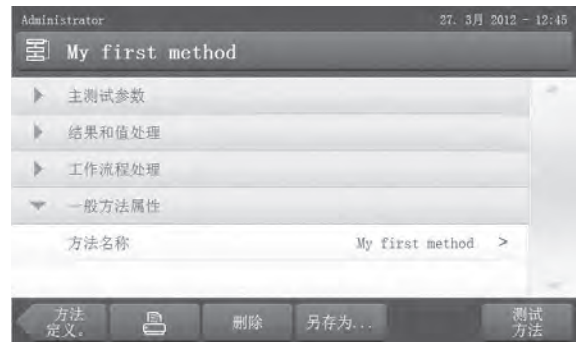 Administrator 27. 3月 2012 - 12:45
My first method
主测试参数
结果和值处理
工作流程处理
一般方法属性
方法名称 My first method >
方法定义。 删除 另存为... 测试方法